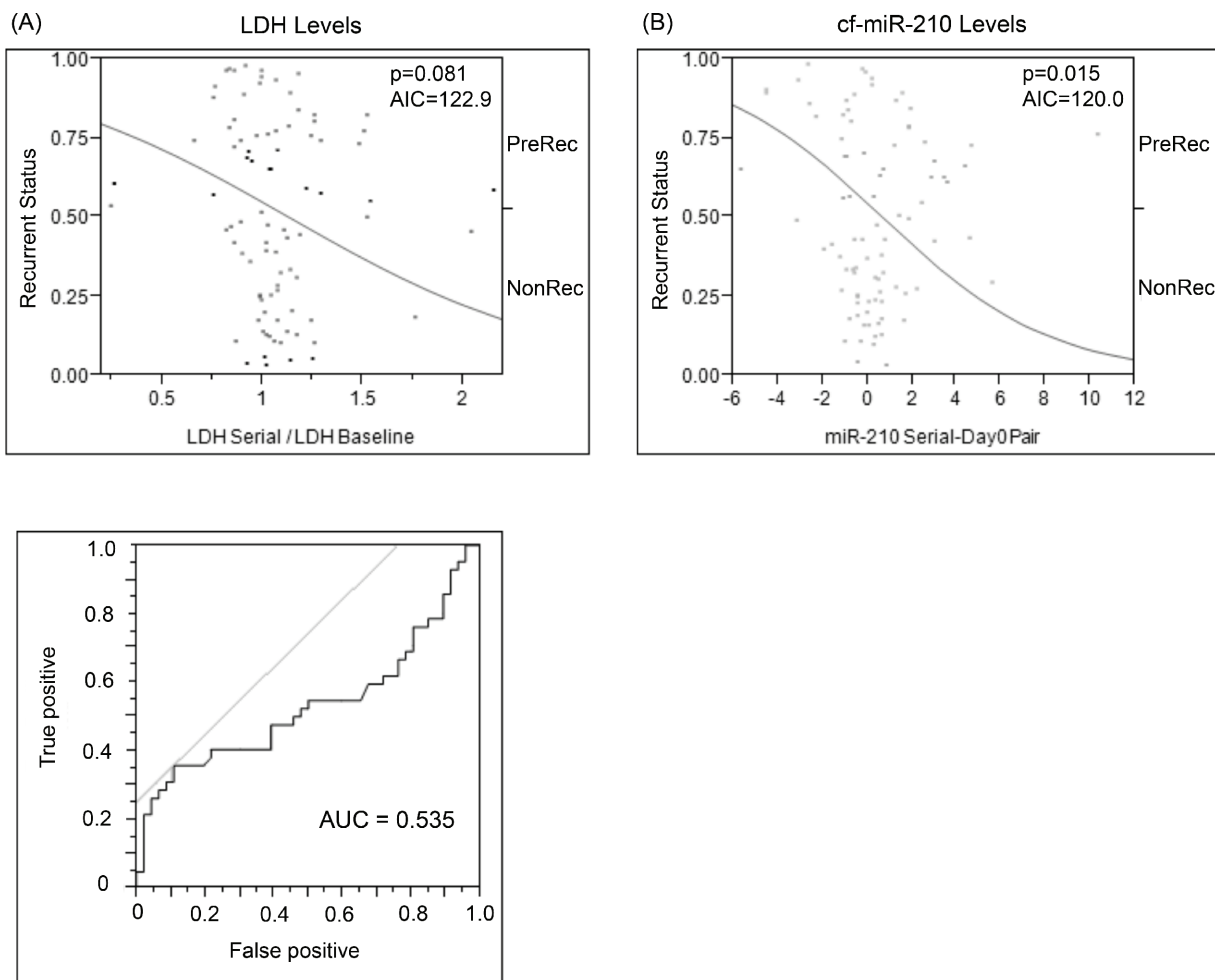 (A)
LDH Levels
p=0.081
AIC=122.9
1.00
0.75
0.50
0.25
0.00
Recurrent Status
PreRec
NonRec
0.5
1
1.5
2
LDH Serial / LDH Baseline
(B)
cf-miR-210 Levels
p=0.015
AIC=120.0
1.00
0.75
0.50
0.25
0.00
Recurrent Status
PreRec
NonRec
-6
-4
-2
0
2
4
6
8
10
12
miR-210 Serial-Day0Pair
1.0
0.8
0.6
0.4
0.2
0
True positive
AUC = 0.535
0
0.2
0.4
0.6
0.8
1.0
False positive